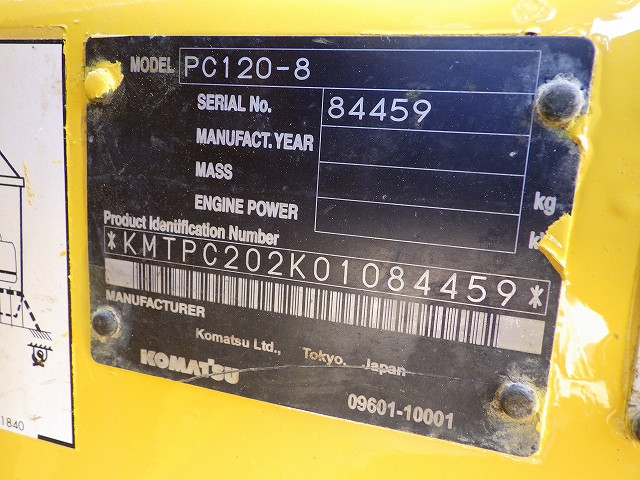 MODEL PC120-8
SERIAL No. 84459
MANUFACT. YEAR
MASS
kg
ENGINE POWER
Product Identification Number
*KMTPC202K01084459*
MANUFACTURER
Komatsu Ltd., Tokyo, Japan
KOMATSU
09601-10001
1840